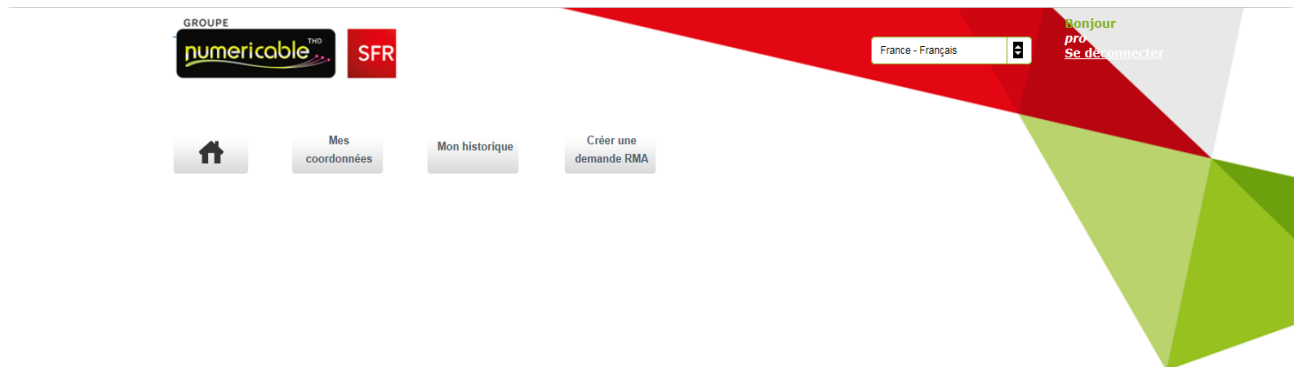 GROUPE
numericable THD
SFR
France - Français
Bonjour
pro
Se déconnecter
Mes
coordonnées
Mon historique
Créer une
demande RMA